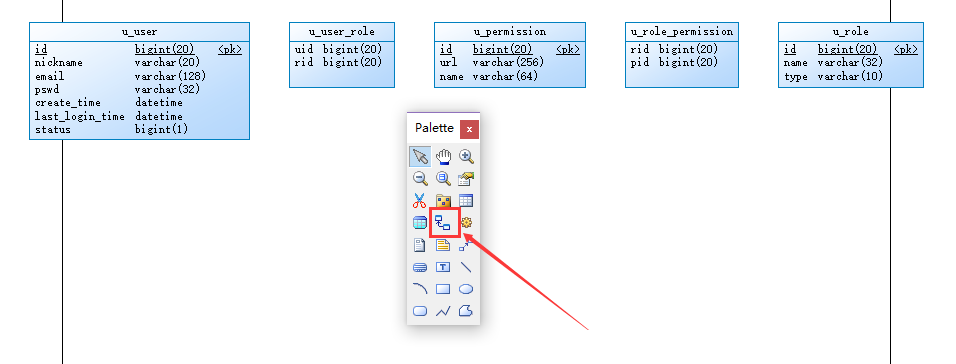 u_user
id bigint(20) <pk>
nickname varchar(20)
email varchar(128)
pswd varchar(32)
create_time datetime
last_login_time datetime
status bigint(1)
u_user_role
uid bigint(20)
rid bigint(20)
u_permission
id bigint(20) <pk>
url varchar(256)
name varchar(64)
u_role_permission
rid bigint(20)
pid bigint(20)
u_role
id bigint(20) <pk>
name varchar(32)
type varchar(10)
Palette x
T